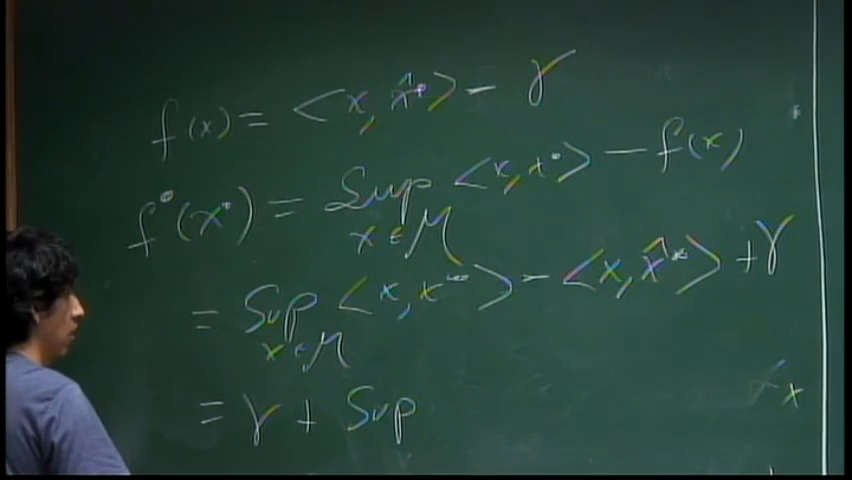 f(x) = <x, x̂*> - γ
f*(x*) = Sup <x, x*> - f(x)
x ∈ M
= Sup <x, x*> - <x, x̂*> + γ
x ∈ M
= γ + Sup